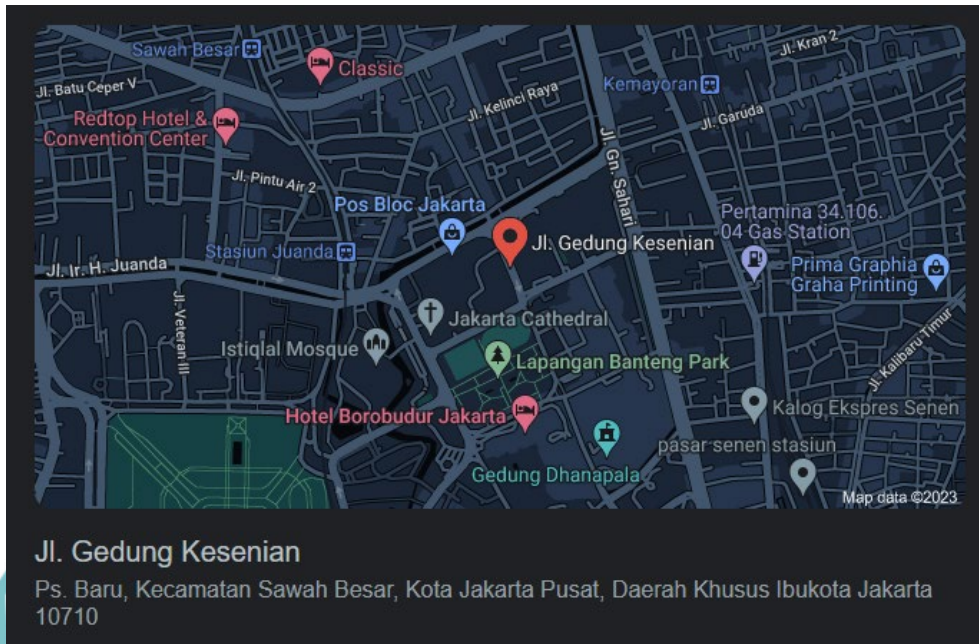 Sawah Besar
Classic
Jl. Kran 2
Jl. Batu Ceper V
Kemayoran
Jl. Kelinci Raya
Redtop Hotel &
Convention Center
Jl. Garuda
Jl. Gn. Sahari
Jl. Pintu Air 2
Pos Bloc Jakarta
Pertamina 34.106.
04 Gas Station
Stasiun Juanda
Jl. Gedung Kesenian
Jl. Ir. H. Juanda
Prima Graphia
Graha Printing
Jl. Veteran III
Jakarta Cathedral
Istiqlal Mosque
Lapangan Banteng Park
Jl. Kalibaru Timur
Hotel Borobudur Jakarta
Kalog Ekspres Senen
pasar senen stasiun
Gedung Dhanapala
Map data ©2023
Jl. Gedung Kesenian
Ps. Baru, Kecamatan Sawah Besar, Kota Jakarta Pusat, Daerah Khusus Ibukota Jakarta
10710